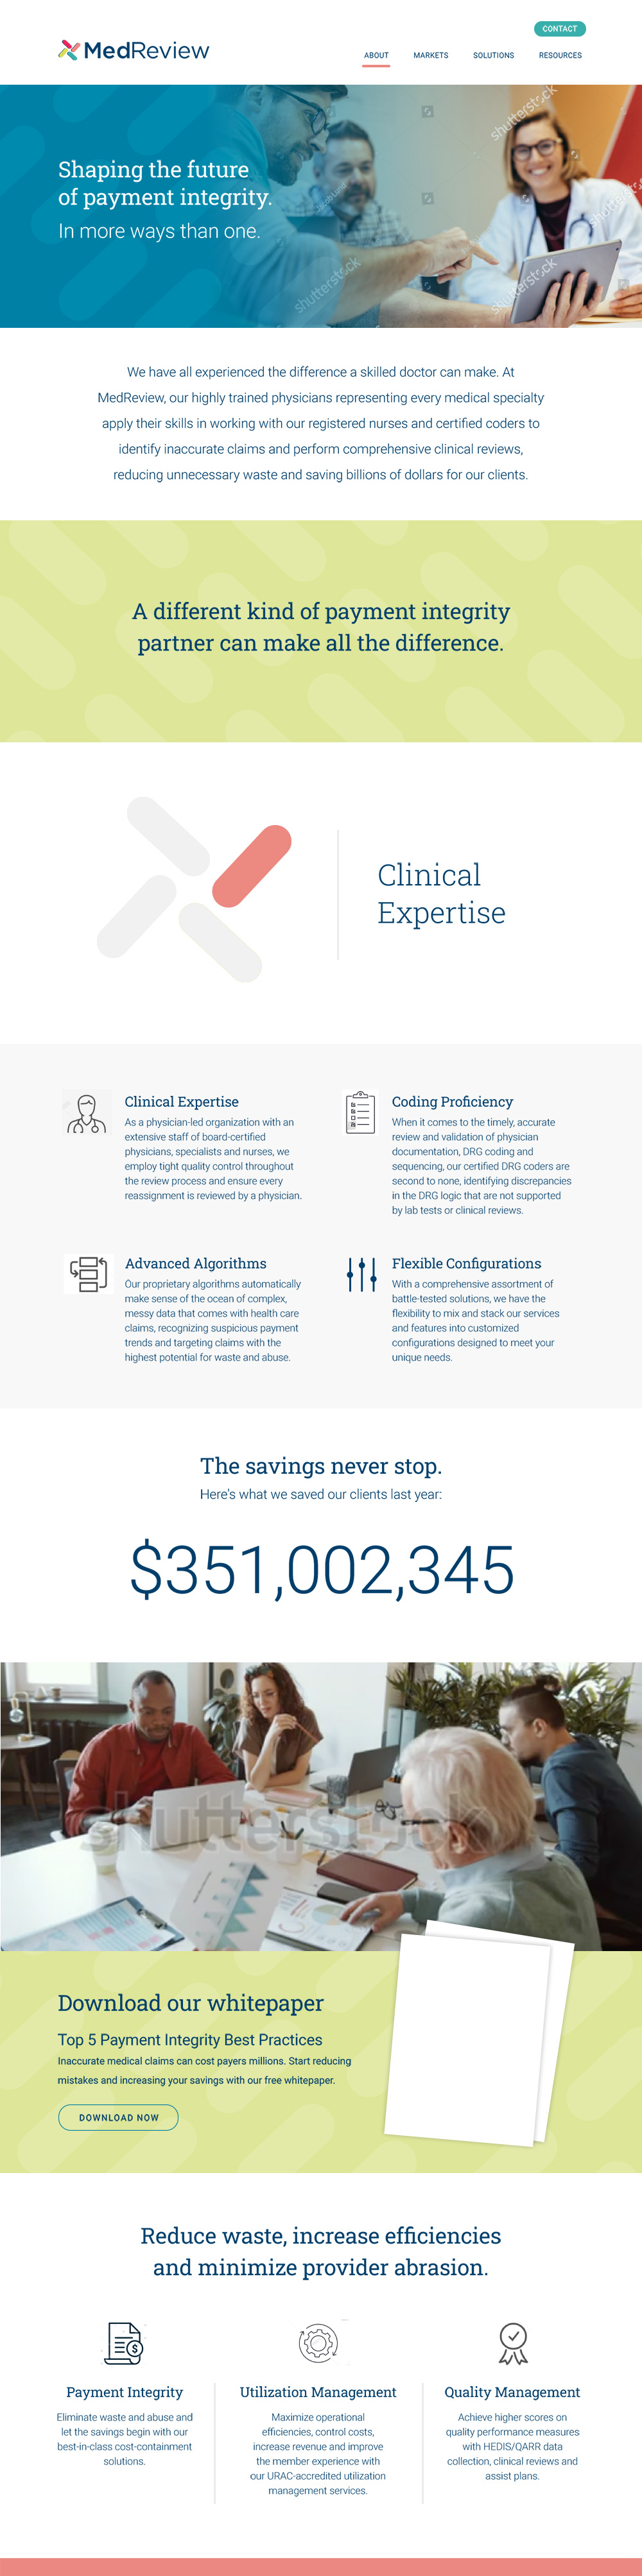 CONTACT
MedReview
ABOUT MARKETS SOLUTIONS RESOURCES
Shaping the future
of payment integrity.
In more ways than one.
shutterstock
shutterstock
shutterstock
shutterstock
We have all experienced the difference a skilled doctor can make. At
MedReview, our highly trained physicians representing every medical specialty
apply their skills in working with our registered nurses and certified coders to
identify inaccurate claims and perform comprehensive clinical reviews,
reducing unnecessary waste and saving billions of dollars for our clients.
A different kind of payment integrity
partner can make all the difference.
Clinical
Expertise
Clinical Expertise
As a physician-led organization with an
extensive staff of board-certified
physicians, specialists and nurses, we
employ tight quality control throughout
the review process and ensure every
reassignment is reviewed by a physician.
Coding Proficiency
When it comes to the timely, accurate
review and validation of physician
documentation, DRG coding and
sequencing, our certified DRG coders are
second to none, identifying discrepancies
in the DRG logic that are not supported
by lab tests or clinical reviews.
Advanced Algorithms
Our proprietary algorithms automatically
make sense of the ocean of complex,
messy data that comes with health care
claims, recognizing suspicious payment
trends and targeting claims with the
highest potential for waste and abuse.
Flexible Configurations
With a comprehensive assortment of
battle-tested solutions, we have the
flexibility to mix and stack our services
and features into customized
configurations designed to meet your
unique needs.
The savings never stop.
Here's what we saved our clients last year:
$351,002,345
shutterstock
Download our whitepaper
Top 5 Payment Integrity Best Practices
Inaccurate medical claims can cost payers millions. Start reducing
mistakes and increasing your savings with our free whitepaper.
DOWNLOAD NOW
Reduce waste, increase efficiencies
and minimize provider abrasion.
Payment Integrity
Eliminate waste and abuse and
let the savings begin with our
best-in-class cost-containment
solutions.
Utilization Management
Maximize operational
efficiencies, control costs,
increase revenue and improve
the member experience with
our URAC-accredited utilization
management services.
Quality Management
Achieve higher scores on
quality performance measures
with HEDIS/QARR data
collection, clinical reviews and
assist plans.